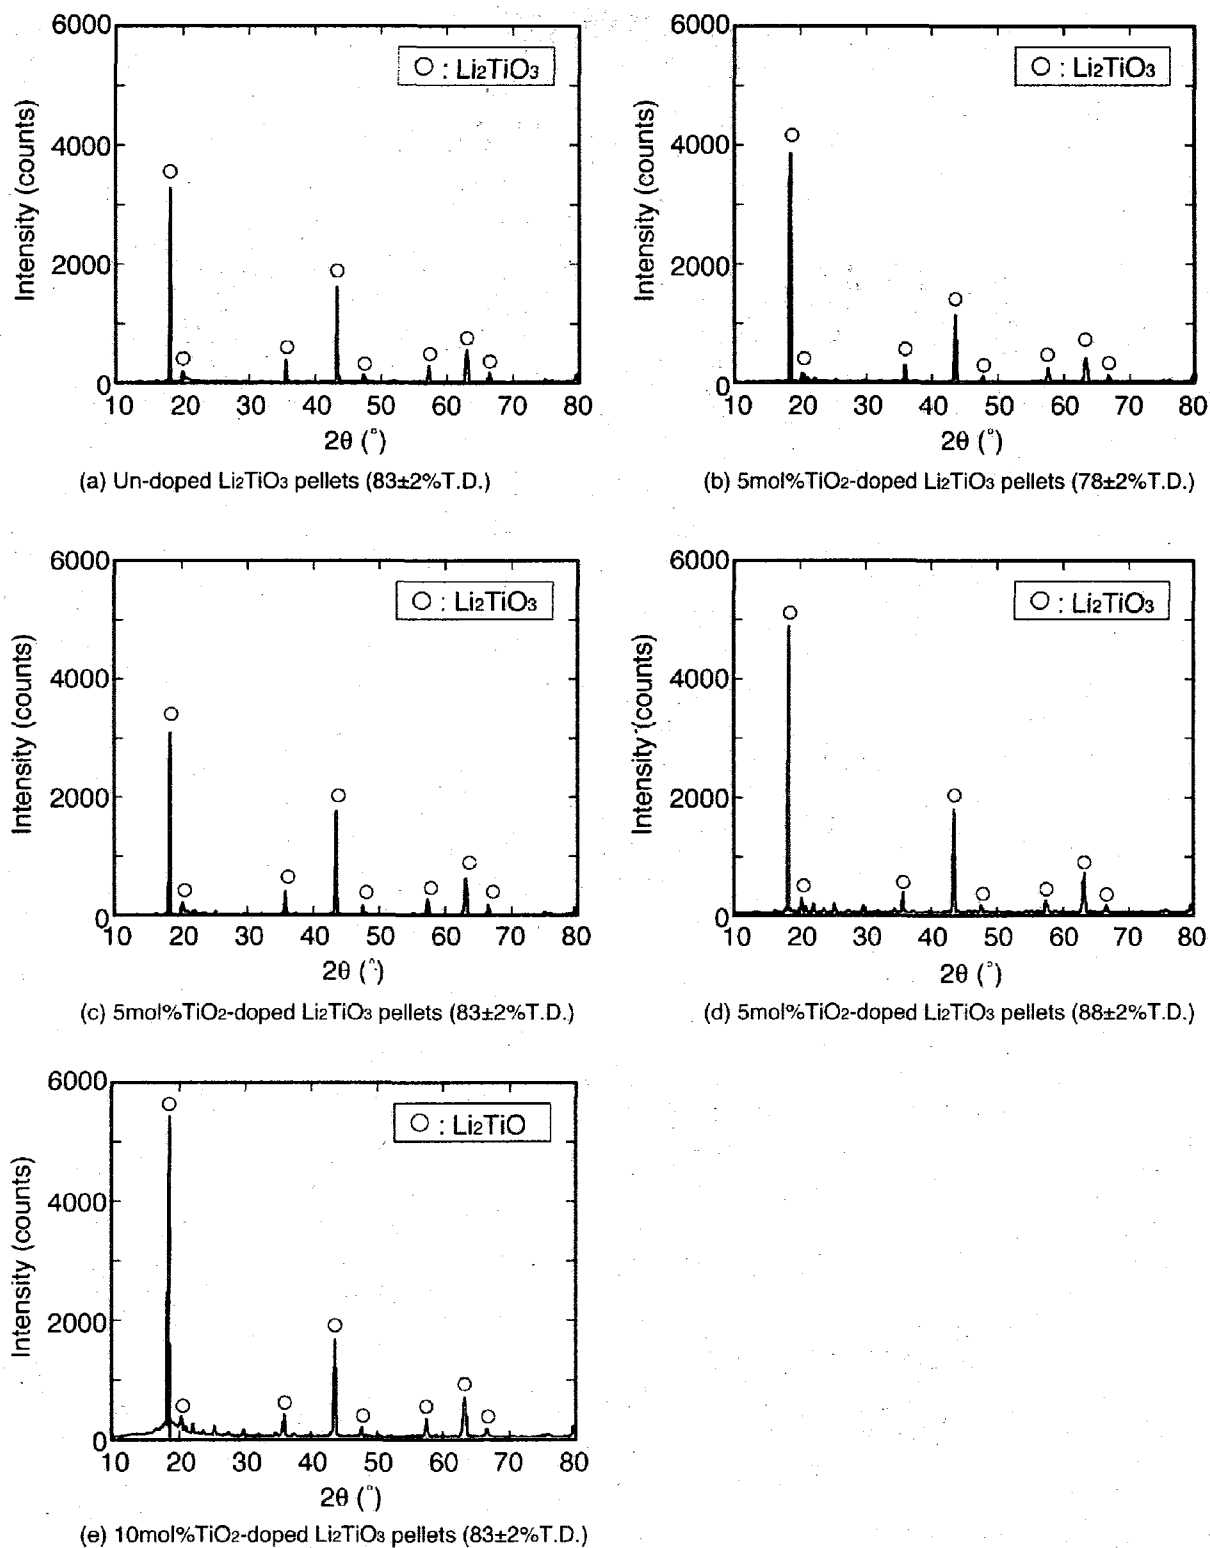 6000
4000
2000
0
Intensity (counts)
○ : Li₂TiO₃
10 20 30 40 50 60 70 80
2θ (°)
(a) Un-doped Li₂TiO₃ pellets (83±2%T.D.)
6000
4000
2000
0
Intensity (counts)
○ : Li₂TiO₃
10 20 30 40 50 60 70 80
2θ (°)
(b) 5mol%TiO₂-doped Li₂TiO₃ pellets (78±2%T.D.)
6000
4000
2000
0
Intensity (counts)
○ : Li₂TiO₃
10 20 30 40 50 60 70 80
2θ (°)
(c) 5mol%TiO₂-doped Li₂TiO₃ pellets (83±2%T.D.)
6000
4000
2000
0
Intensity (counts)
○ : Li₂TiO₃
10 20 30 40 50 60 70 80
2θ (°)
(d) 5mol%TiO₂-doped Li₂TiO₃ pellets (88±2%T.D.)
6000
4000
2000
0
Intensity (counts)
○ : Li₂TiO
10 20 30 40 50 60 70 80
2θ (°)
(e) 10mol%TiO₂-doped Li₂TiO₃ pellets (83±2%T.D.)